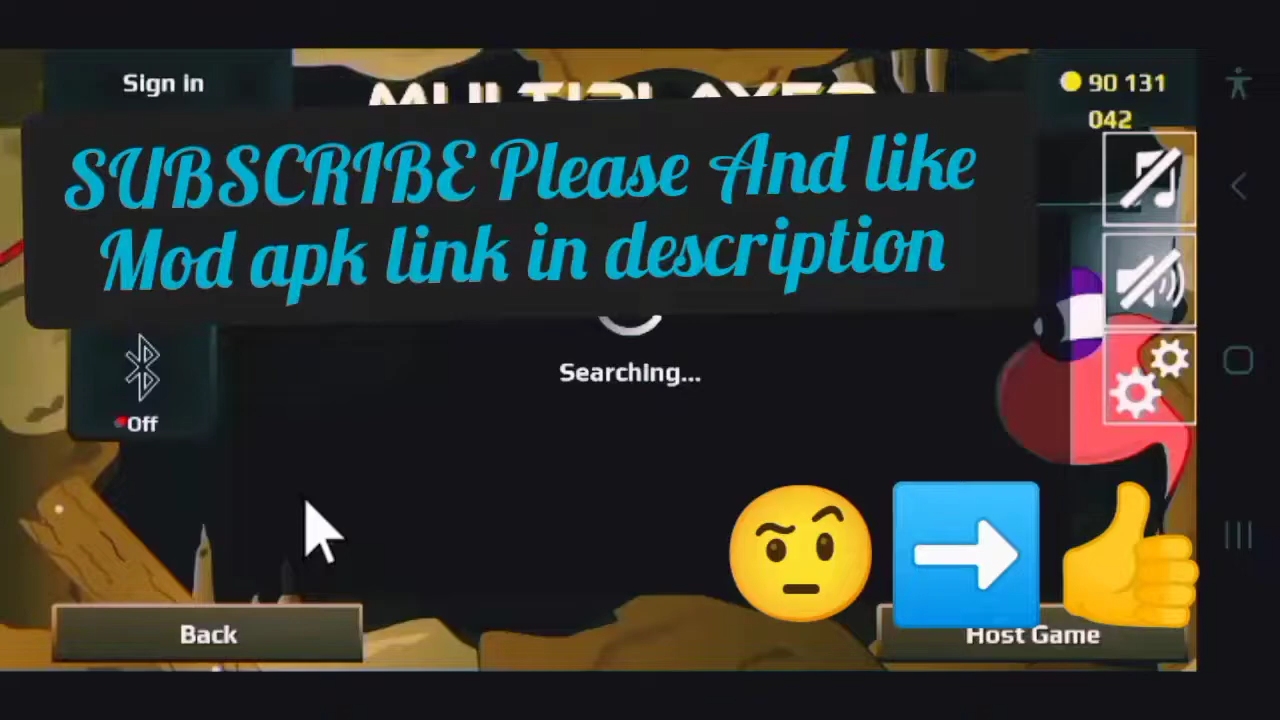 Sign in
MULTIPLAYER
90 131
042
SUBSCRIBE Please And like
Mod apk link in description
Searching...
Off
Back
Host Game